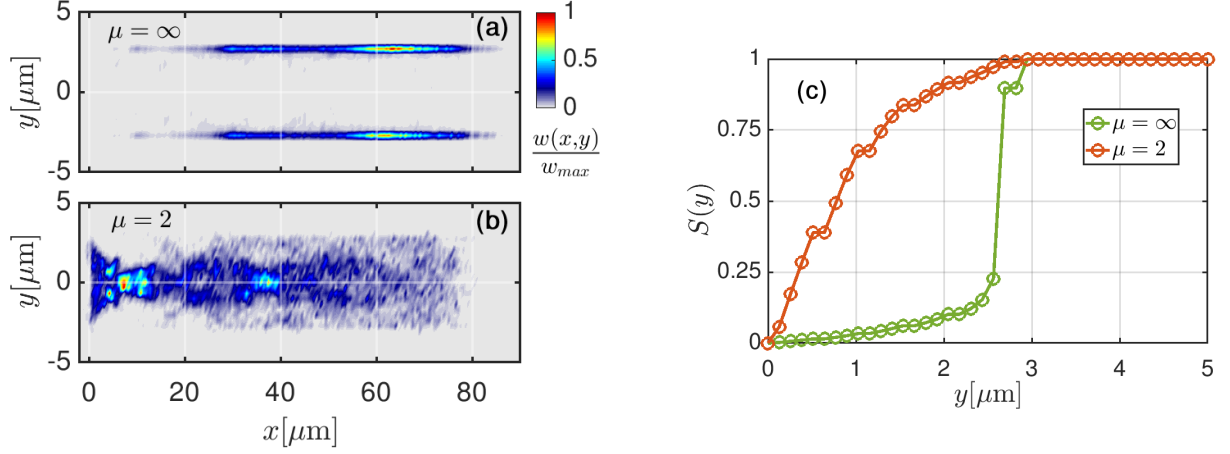 (a)
μ = ∞
5
0
-5
y[μm]
1
0.5
0
w(x,y)
w_max
(b)
μ = 2
5
0
-5
y[μm]
0 20 40 60 80
x[μm]
(c)
1
0.75
0.5
0.25
0
S(y)
μ = ∞
μ = 2
0 1 2 3 4 5
y[μm]